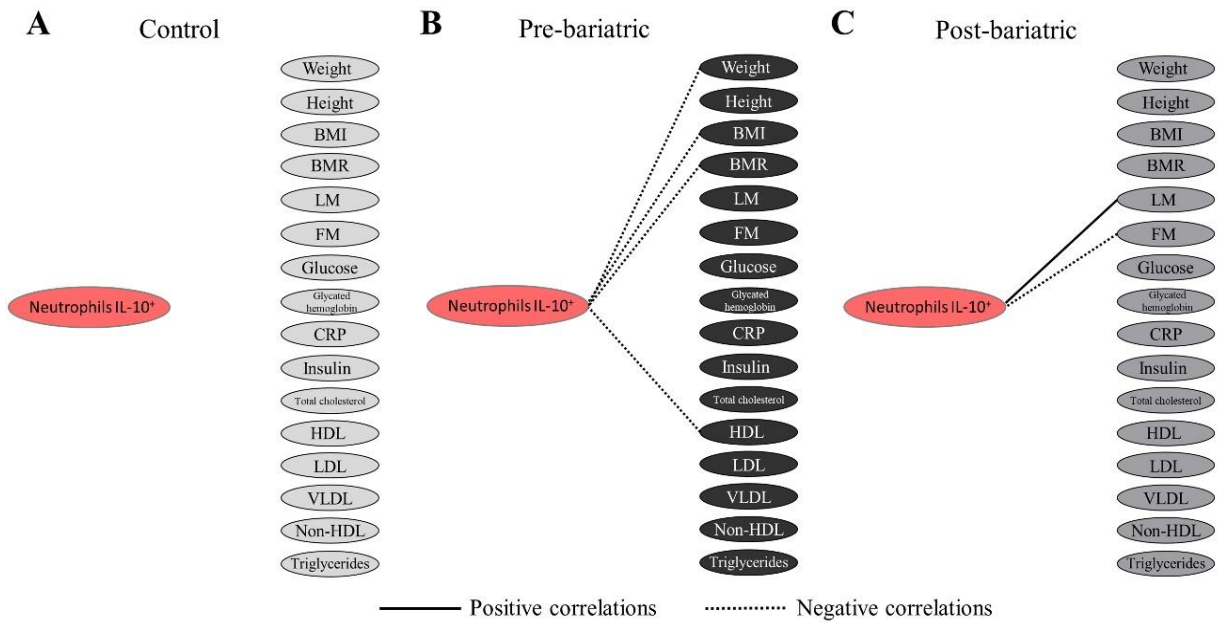 A Control
Weight
Height
BMI
BMR
LM
FM
Glucose
Neutrophils IL-10⁺
Glycated
hemoglobin
CRP
Insulin
Total cholesterol
HDL
LDL
VLDL
Non-HDL
Triglycerides
B Pre-bariatric
Weight
Height
BMI
BMR
LM
FM
Glucose
Neutrophils IL-10⁺
Glycated
hemoglobin
CRP
Insulin
Total cholesterol
HDL
LDL
VLDL
Non-HDL
Triglycerides
C Post-bariatric
Weight
Height
BMI
BMR
LM
FM
Glucose
Neutrophils IL-10⁺
Glycated
hemoglobin
CRP
Insulin
Total cholesterol
HDL
LDL
VLDL
Non-HDL
Triglycerides
Positive correlations
Negative correlations